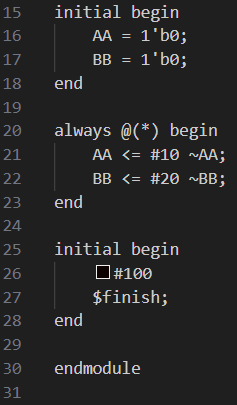 15 initial begin
16     AA = 1'b0;
17     BB = 1'b0;
18 end
19
20 always @(*) begin
21     AA <= #10 ~AA;
22     BB <= #20 ~BB;
23 end
24
25 initial begin
26     #100
27     $finish;
28 end
29
30 endmodule
31